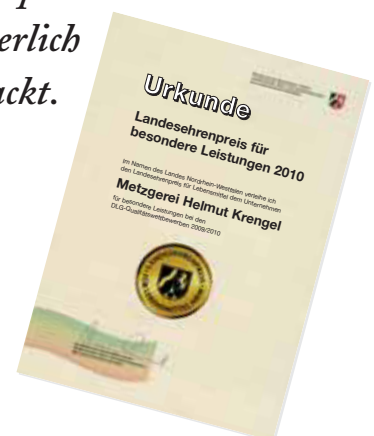 erlich
ckt.
Urkunde
Landesehrenpreis für
besondere Leistungen 2010
Im Namen des Landes Nordrhein-Westfalen verleihe ich
den Landesehrenpreis für Lebensmittel dem Unternehmen
Metzgerei Helmut Krengel
für besondere Leistungen bei den
DLG-Qualitätswettbewerben 2009/2010